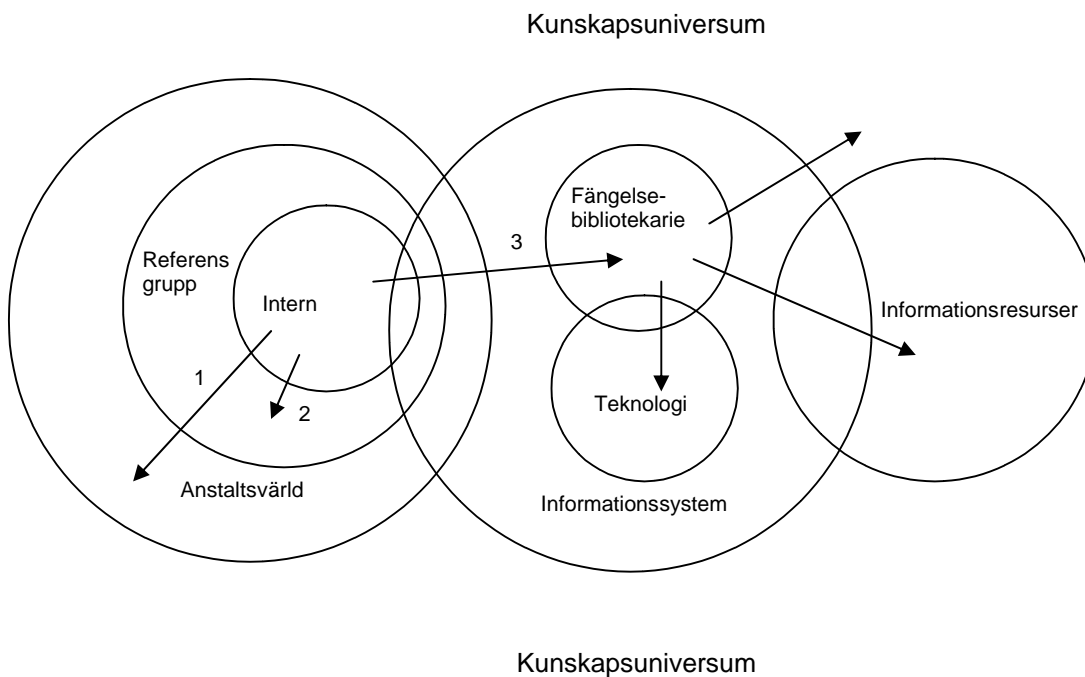 Kunskapsuniversum
Referens
grupp
Intern
1
2
Anstaltsvärld
3
Fängelse-
bibliotekarie
Teknologi
Informationssystem
Informationsresurser
Kunskapsuniversum